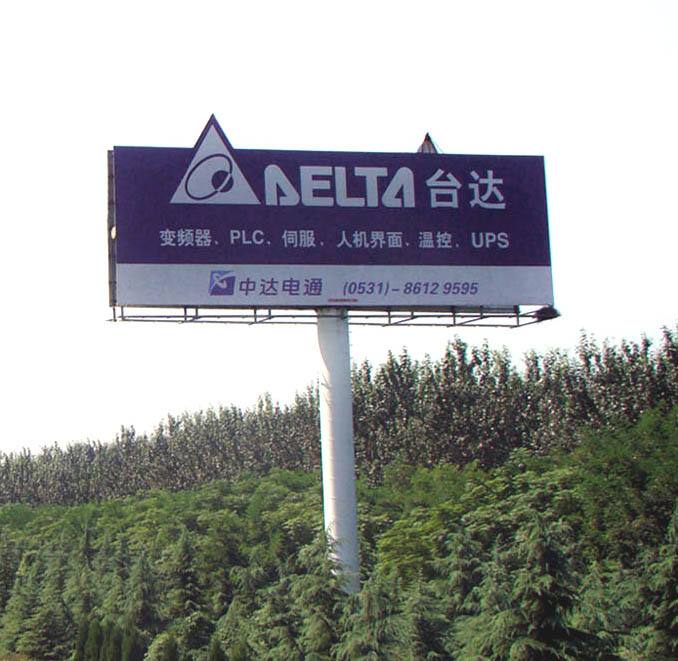 DELTA 台达
变频器、PLC、伺服、人机界面、温控、UPS
中达电通 (0531)-8612 9595